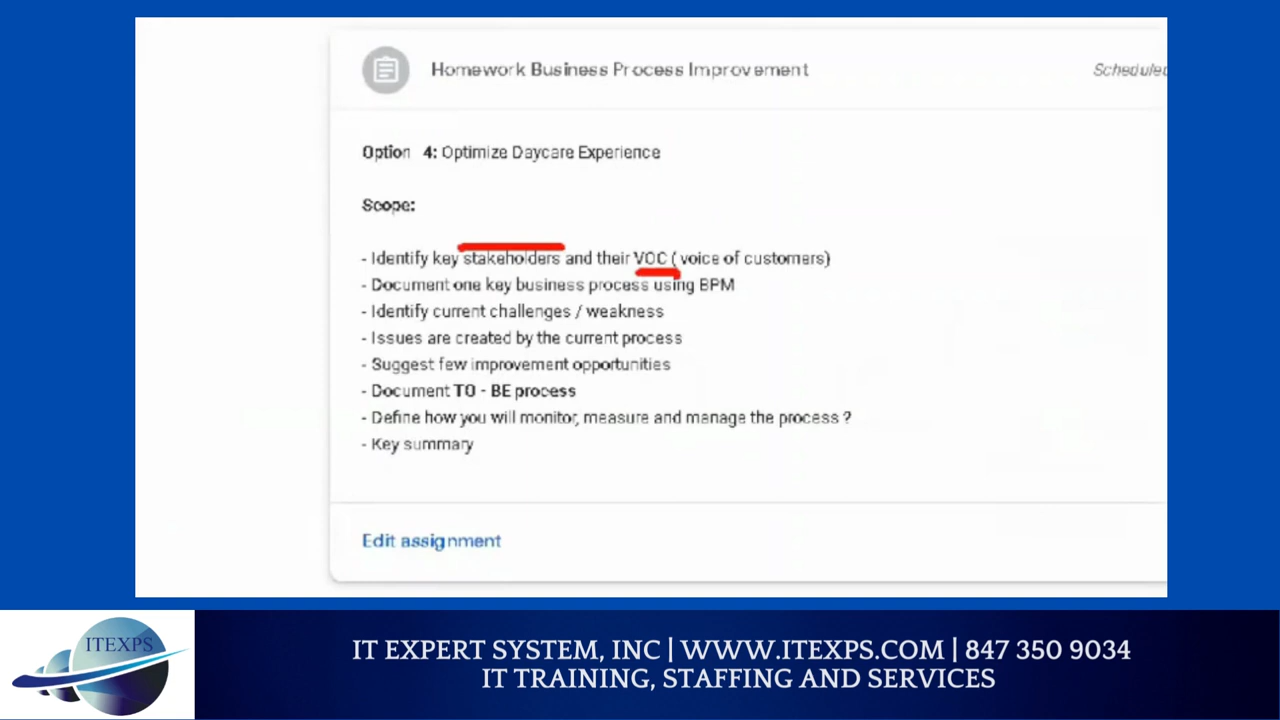 Homework Business Process Improvement
Scheduled
Option 4: Optimize Daycare Experience
Scope:
- Identify key stakeholders and their VOC ( voice of customers)
- Document one key business process using BPM
- Identify current challenges / weakness
- Issues are created by the current process
- Suggest few improvement opportunities
- Document TO - BE process
- Define how you will monitor, measure and manage the process ?
- Key summary
Edit assignment
ITEXPS
IT EXPERT SYSTEM, INC | WWW.ITEXPS.COM | 847 350 9034
IT TRAINING, STAFFING AND SERVICES